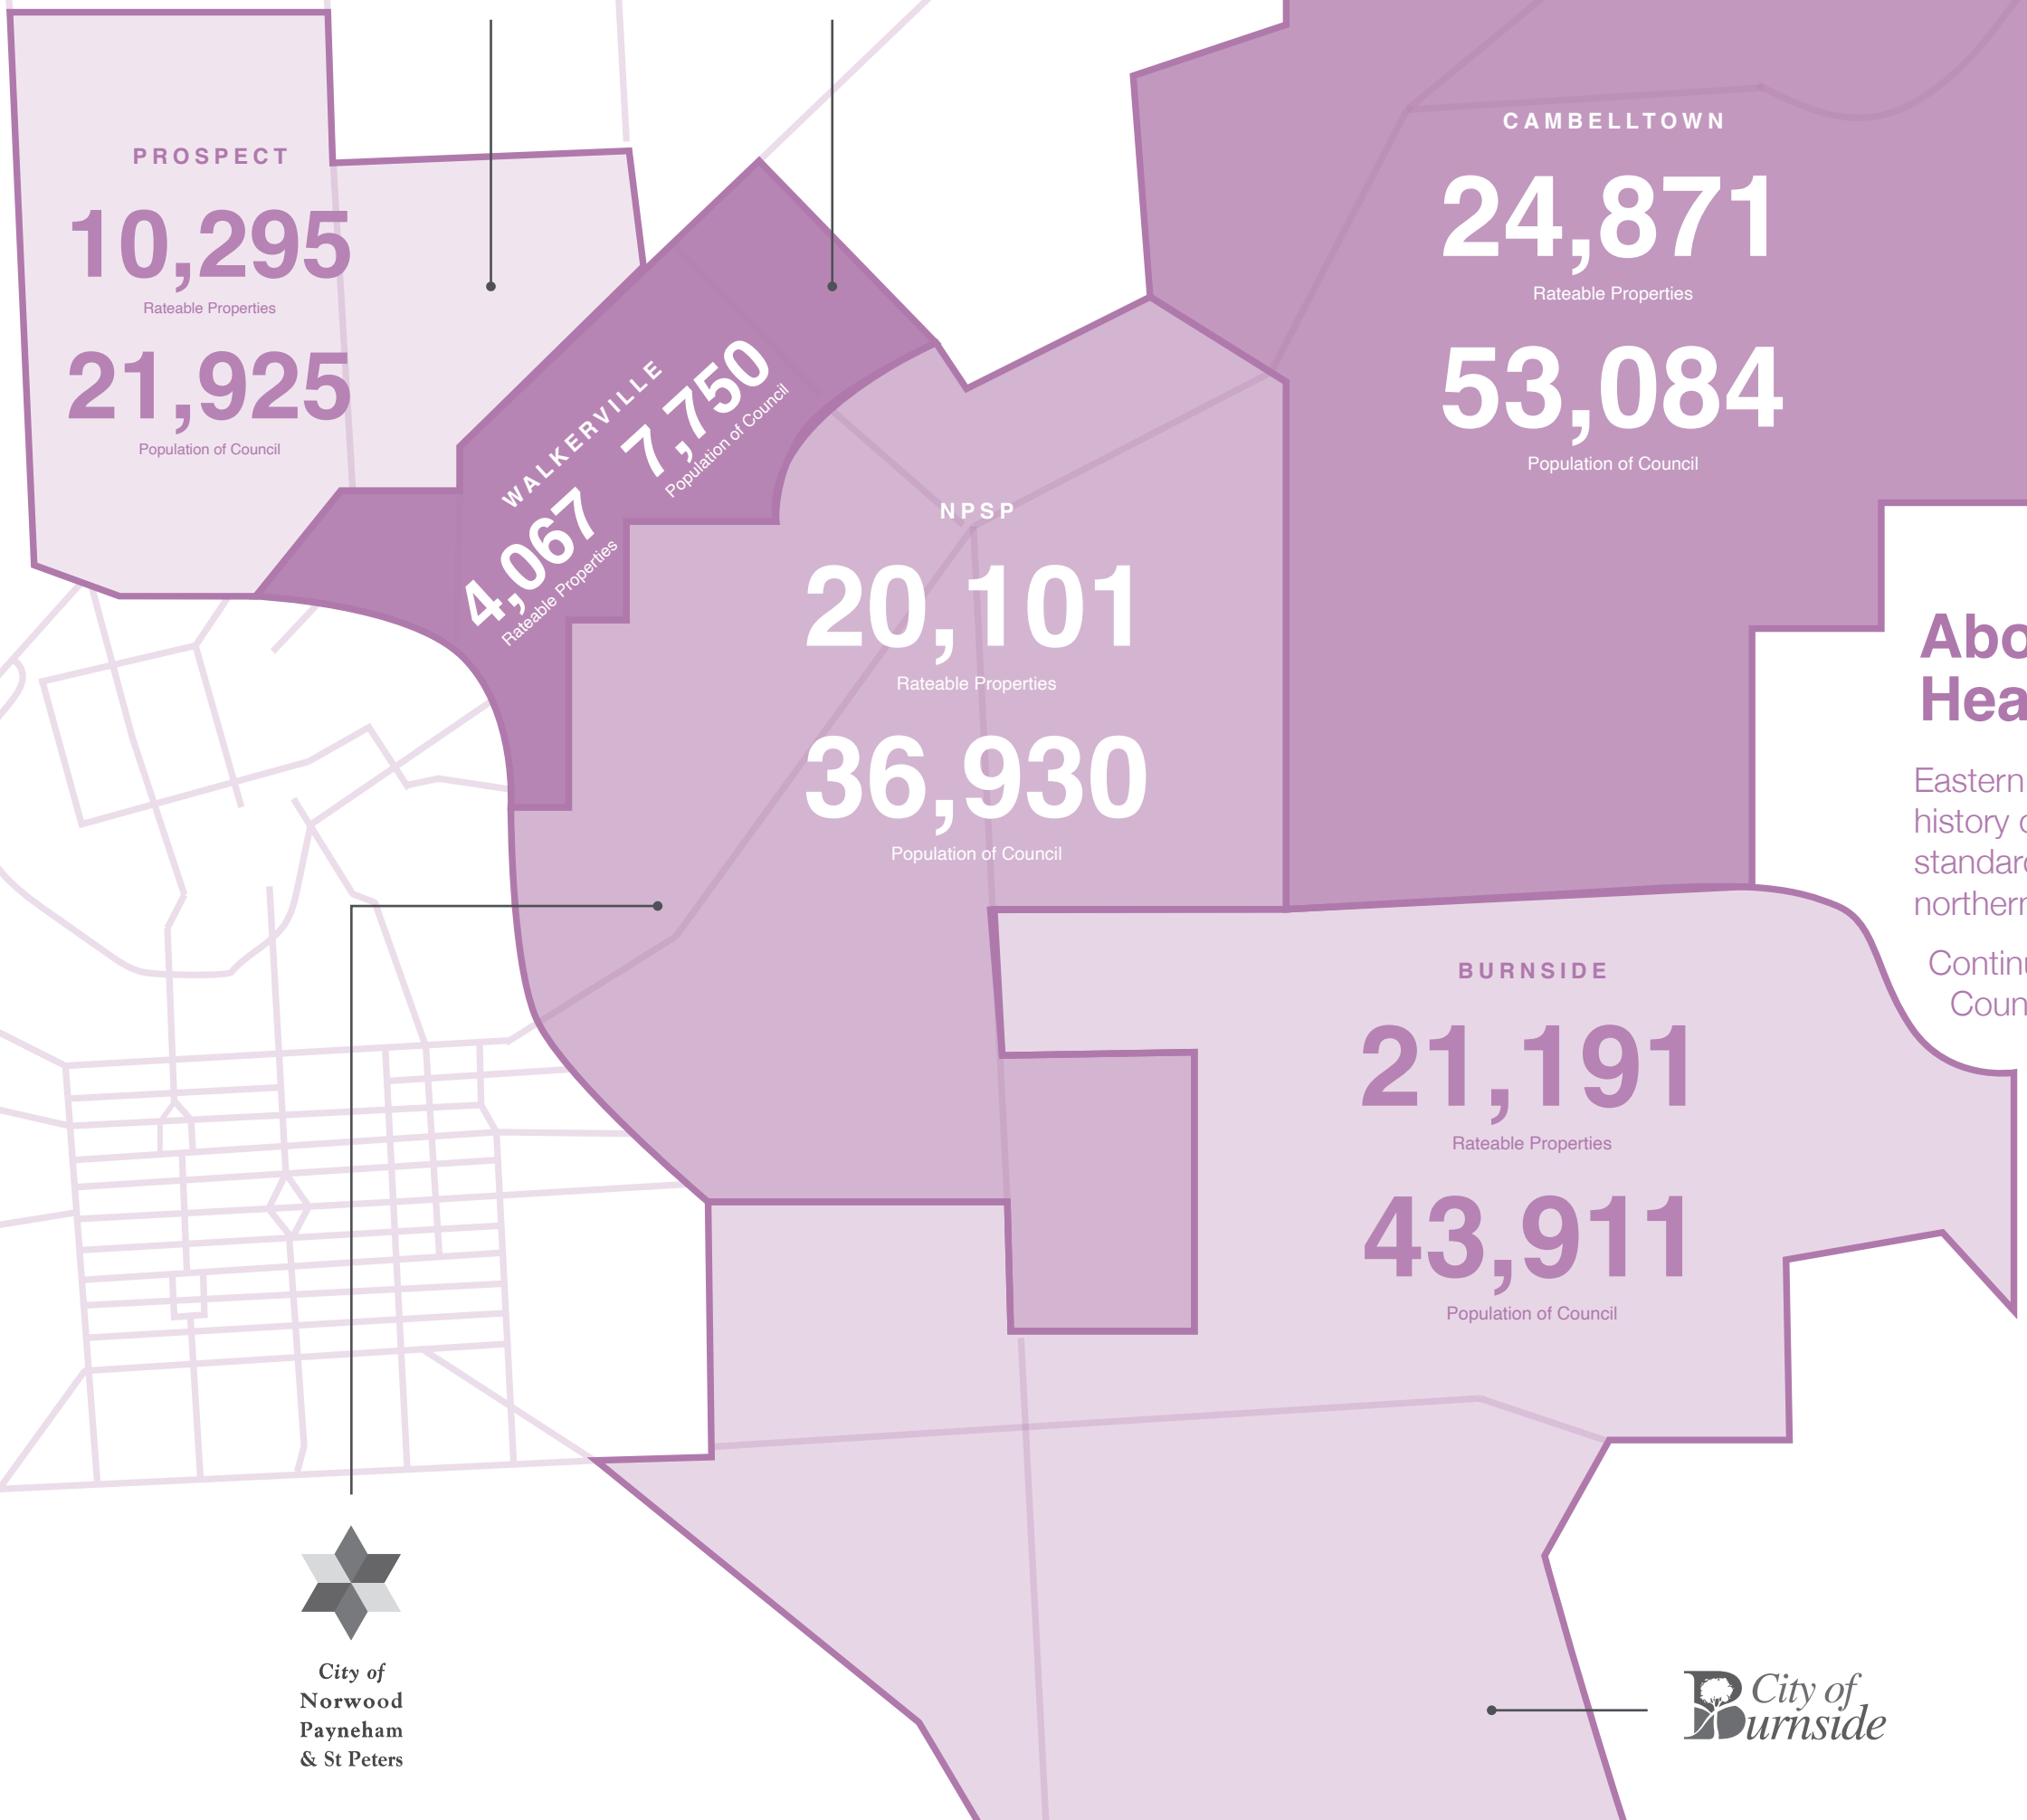 PROSPECT
10,295
Rateable Properties
21,925
Population of Council
WALKERVILLE
4,067
Rateable Properties
7,750
Population of Council
CAMBELLTOWN
24,871
Rateable Properties
53,084
Population of Council
NPSP
20,101
Rateable Properties
36,930
Population of Council
BURNSIDE
21,191
Rateable Properties
43,911
Population of Council
Eastern
history
City of
Norwood
Payneham
& St Peters
City of
Burnside